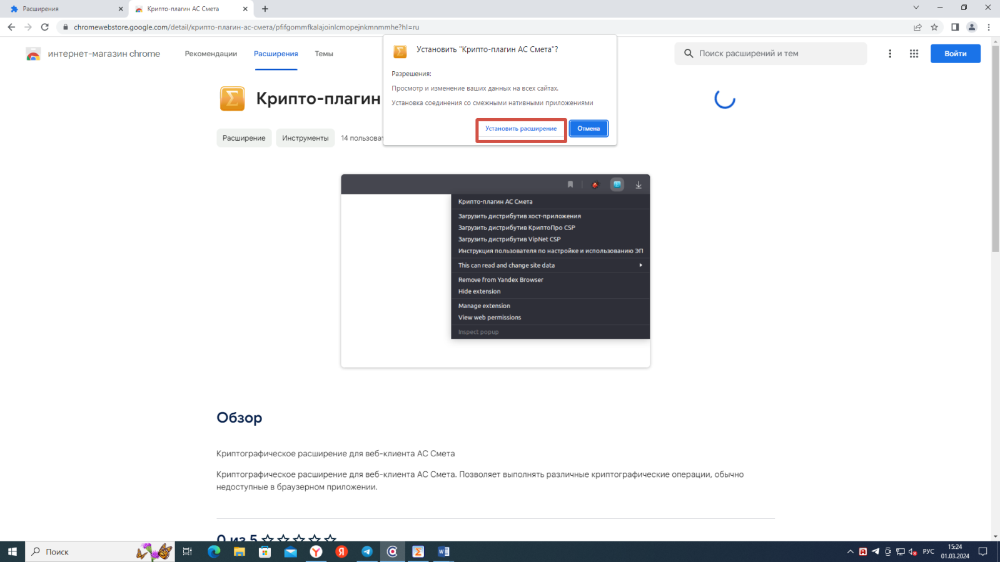 Расширения
Крипто-плагин АС Смета
chromewebstore.google.com/detail/крипто-плагин-ас-смета/pfifgommfkalajoinlcmopejnkmnmmhe?hl=ru
интернет-магазин chrome
Рекомендации
Расширения
Темы
Поиск расширений и тем
Войти
Установить "Крипто-плагин АС Смета"?
Разрешения:
Просмотр и изменение ваших данных на всех сайтах.
Установка соединения со смежными нативными приложениями
Установить расширение
Отмена
Крипто-плагин
Расширение
Инструменты
14 пользоват
Крипто-плагин АС Смета
Загрузить дистрибутив хост-приложения
Загрузить дистрибутив КриптоПро CSP
Загрузить дистрибутив VipNet CSP
Инструкция пользователя по настройке и использованию ЭП
This can read and change site data
Remove from Yandex Browser
Hide extension
Manage extension
View web permissions
Inspect popup
Обзор
Криптографическое расширение для веб-клиента АС Смета
Криптографическое расширение для веб-клиента АС Смета. Позволяет выполнять различные криптографические операции, обычно
недоступные в браузерном приложении.
0 из 5
Поиск
РУС
15:24
01.03.2024